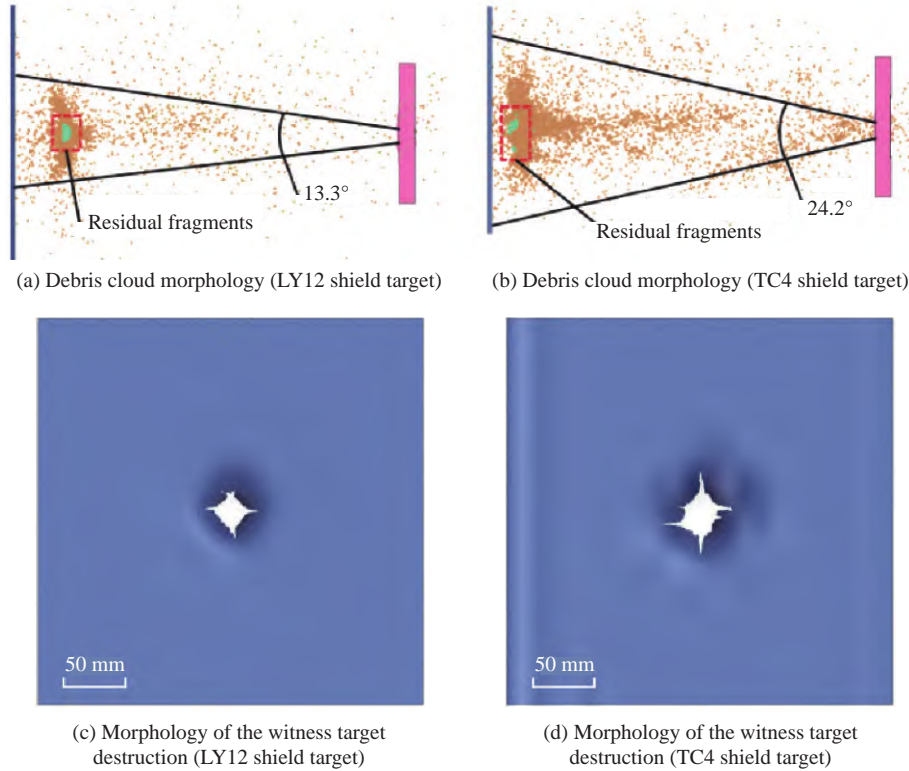 13.3°
Residual fragments
24.2°
Residual fragments
(a) Debris cloud morphology (LY12 shield target)
(b) Debris cloud morphology (TC4 shield target)
50 mm
50 mm
(c) Morphology of the witness target
destruction (LY12 shield target)
(d) Morphology of the witness target
destruction (TC4 shield target)